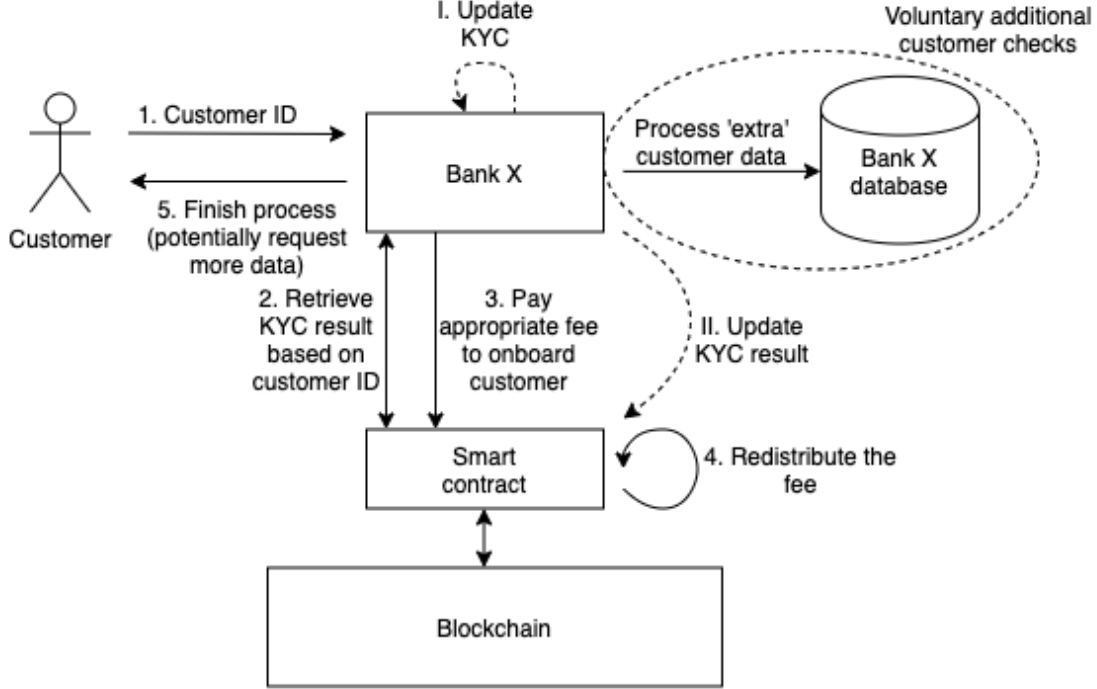 I. Update
KYC
Voluntary additional
customer checks
1. Customer ID
Bank X
Process 'extra'
customer data
Bank X
database
Customer
5. Finish process
(potentially request
more data)
2. Retrieve
KYC result
based on
customer ID
3. Pay
appropriate fee
to onboard
customer
II. Update
KYC result
Smart
contract
4. Redistribute the
fee
Blockchain